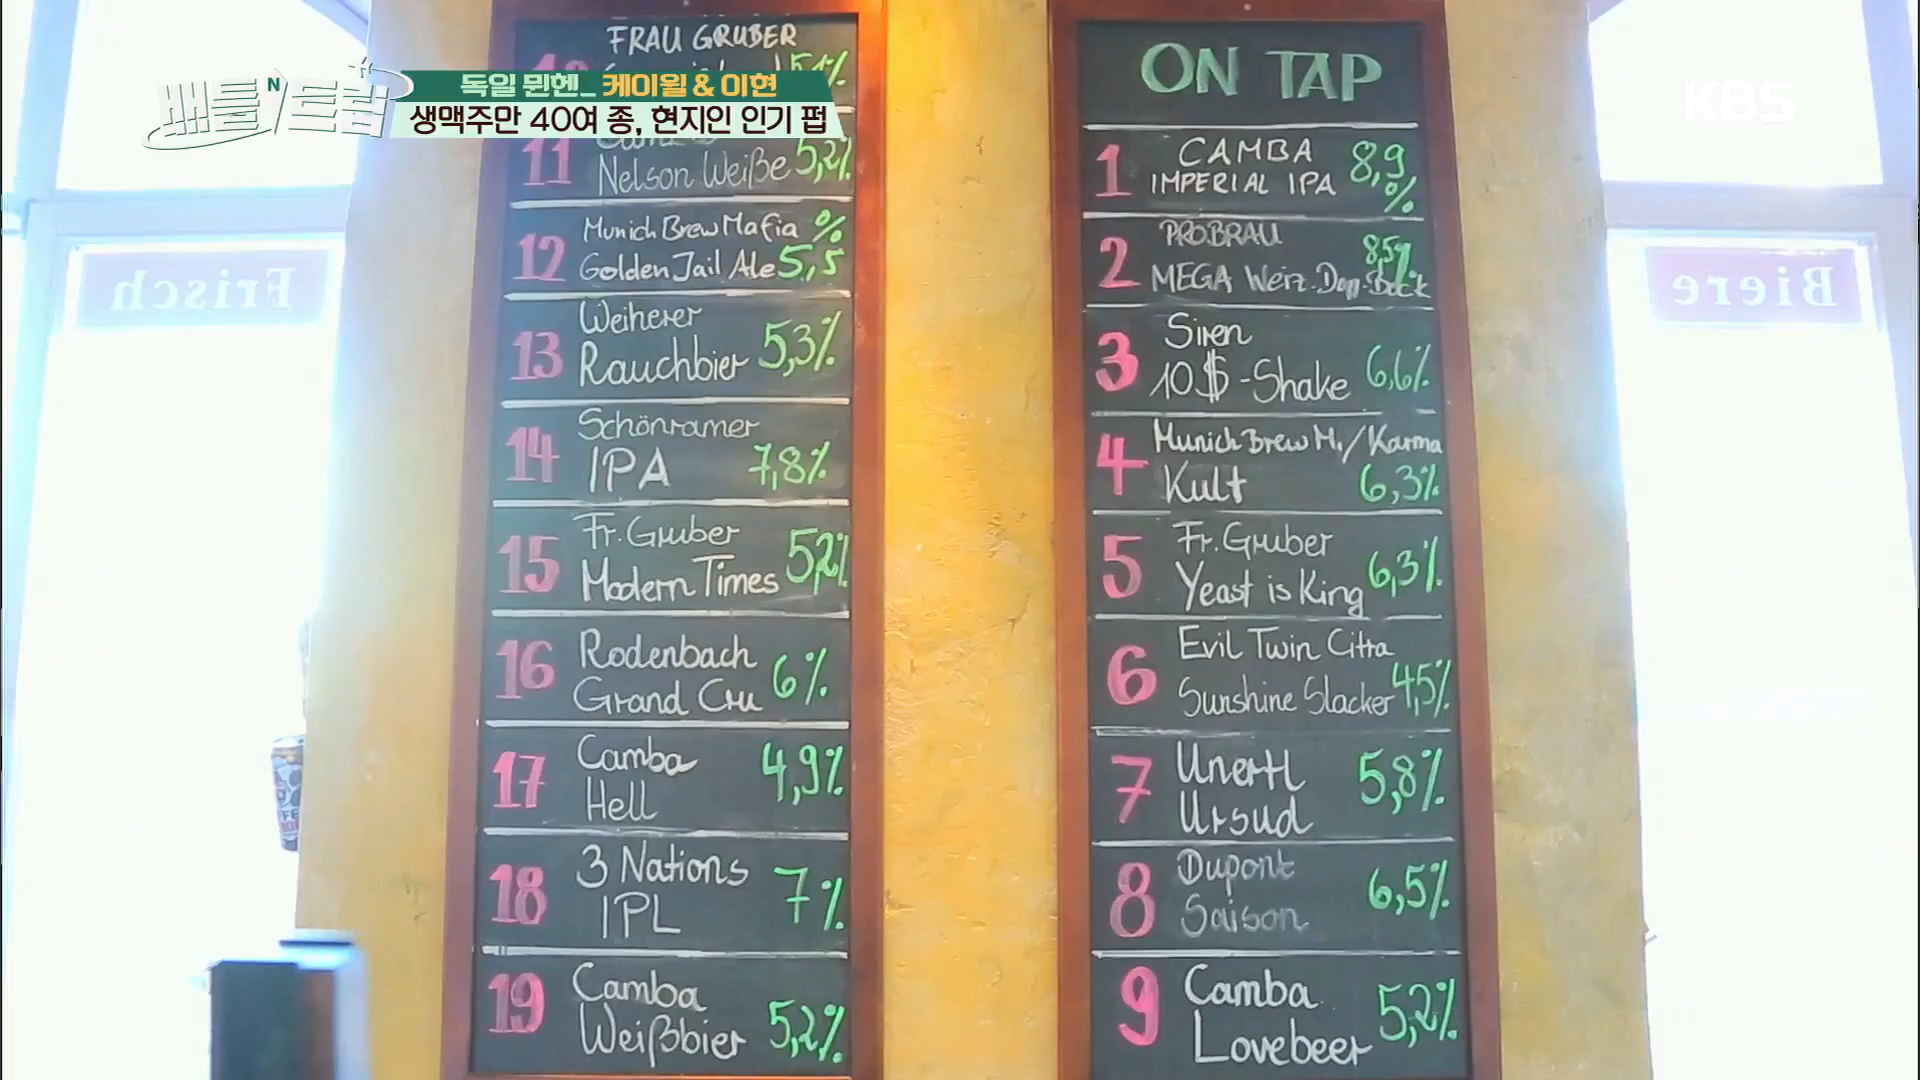 배틀 트립
독일 뮌헨_ 케이윌 & 이현
생맥주만 40여 종, 현지인 인기 펍
KBS
Frisch
Biere
FRAU GRUBER
11
Nelson Weiße 5,2%
12 Munich Brew Mafia %
Golden Jail Ale 5,5
13 Weiherer
Rauchbier 5,3%
14 Schönramer
IPA 7,8%
15 Fr. Gruber
Modern Times 5,2%
16 Rodenbach
Grand Cru 6%
17 Camba 4,9%
Hell
18 3 Nations
IPL 7%
19 Camba
Weißbier 5,2%
ON TAP
1 CAMBA 8,9
IMPERIAL IPA %
2 PROBRAU 8,5%
MEGA Weiz-Dop-Bock
3 Siren
10$-Shake 6,6%
4 Munich Brew M./Karma
Kult 6,3%
5 Fr. Gruber
Yeast is King 6,3%
6 Evil Twin Citra
Sunshine Slacker 4,5%
7 Unertl 5,8%
Ursud
8 Dupont 6,5%
Saison
9 Camba 5,2%
Lovebeer